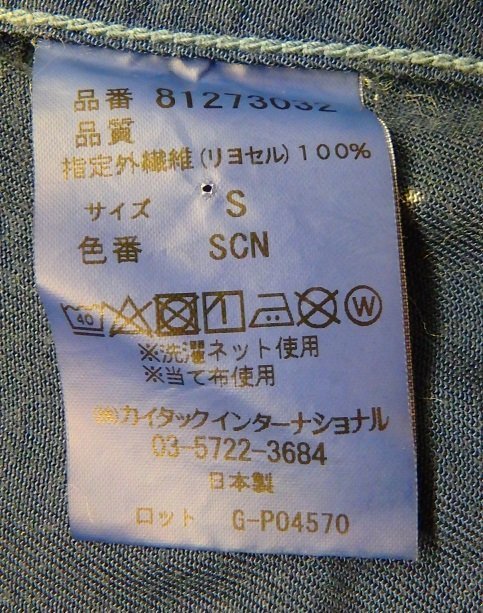 品番 81273032
品質
指定外繊維(リヨセル)100%
サイズ S
色番 SCN
40 W
※洗濯ネット使用
※当て布使用
㈱カイタックインターナショナル
03-5722-3684
日本製
ロット G-P04570